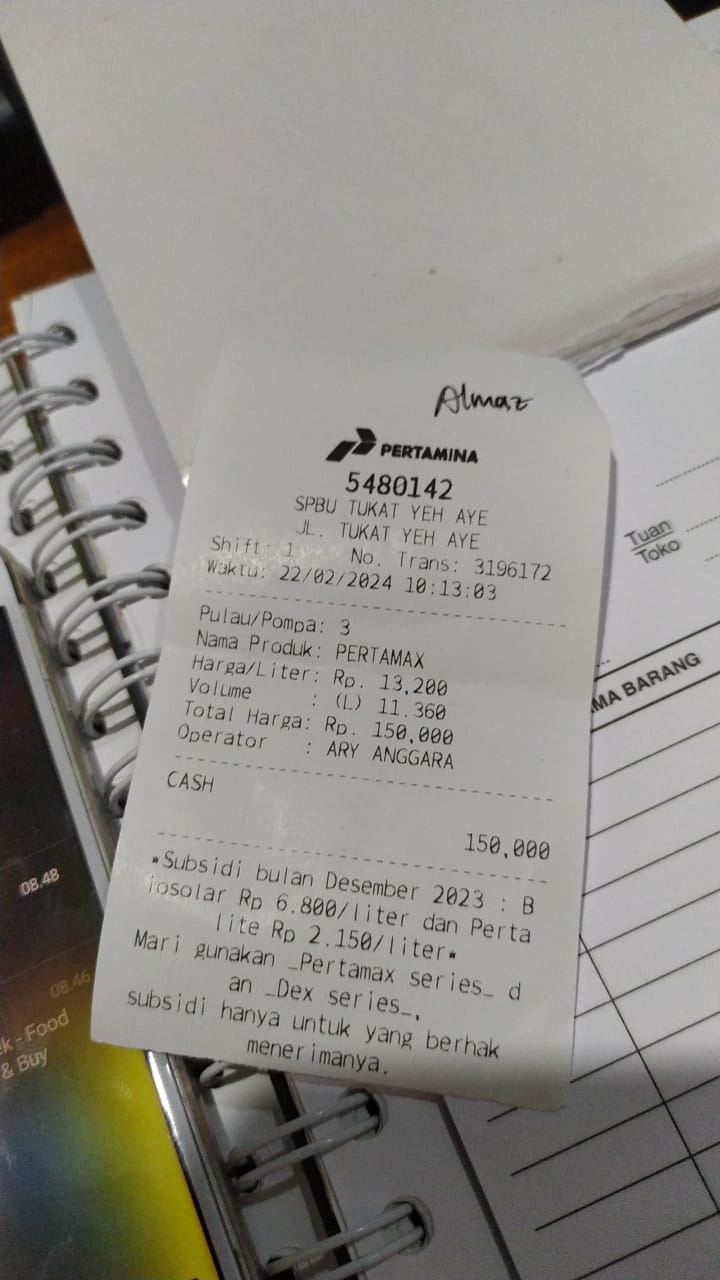 Almaz
PERTAMINA
5480142
SPBU TUKAT YEH AYE
JL. TUKAT YEH AYE
Shift: 1 No. Trans: 3196172
Waktu: 22/02/2024 10:13:03
Pulau/Pompa: 3
Nama Produk: PERTAMAX
Harga/Liter: Rp. 13,200
Volume : (L) 11.360
Total Harga: Rp. 150,000
Operator : ARY ANGGARA
CASH
150,000
*Subsidi bulan Desember 2023 : B
iosolar Rp 6.800/liter dan Perta
lite Rp 2.150/liter*
Mari gunakan _Pertamax series_ d
an _Dex series_,
subsidi hanya untuk yang berhak
menerimanya.
Tuan
Toko
MA BARANG
08.48
08.46
k - Food
& Buy